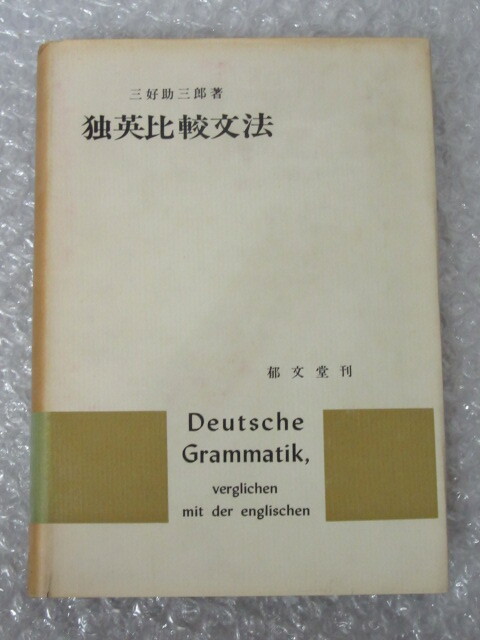 三好助三郎著
独英比較文法
郁文堂刊
Deutsche
Grammatik,
verglichen
mit der englischen